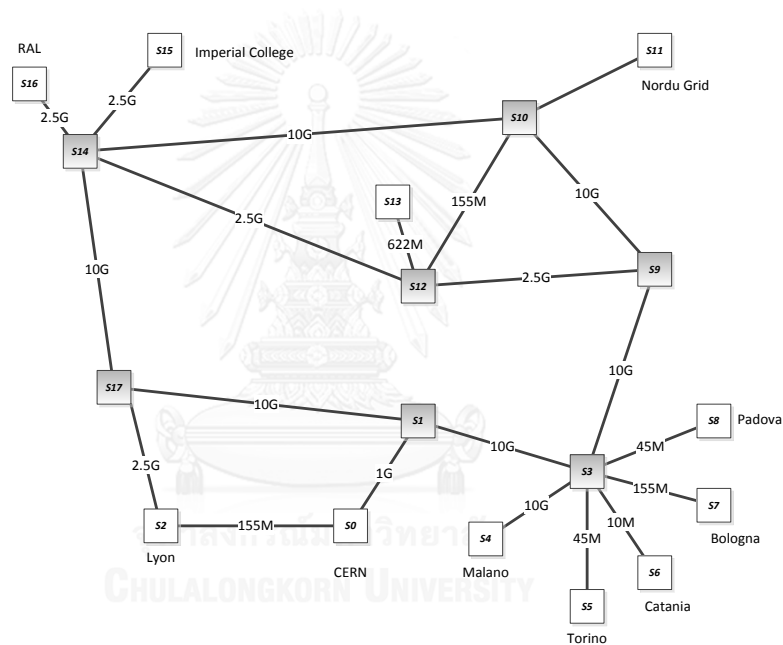 RAL
S15
Imperial College
S11
S16
Nordu Grid
2.5G
2.5G
S10
10G
S14
S13
155M
10G
2.5G
622M
10G
S12
2.5G
S9
10G
S17
10G
S1
S8
Padova
10G
45M
S3
2.5G
1G
155M
S7
10G
10M
S2
155M
S0
S4
45M
Bologna
Lyon
CERN
Malano
S6
Catania
S5
Torino
CHULALONGKORN UNIVERSITY